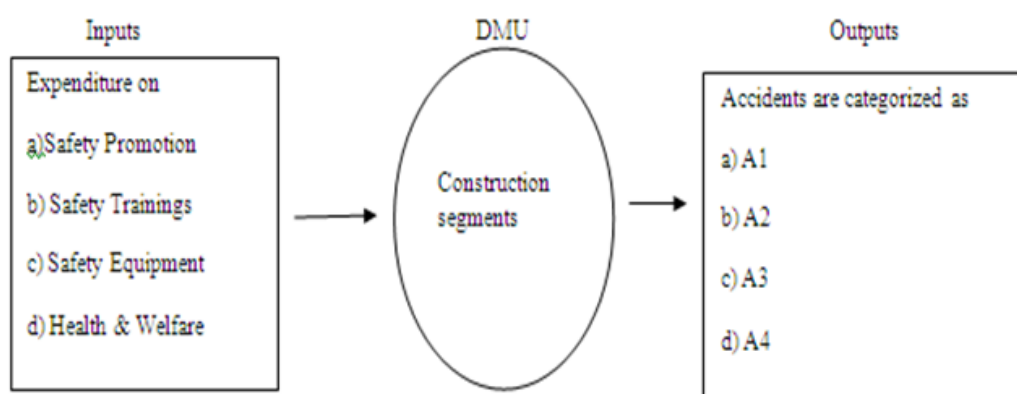 Inputs
Expenditure on
a)Safety Promotion
b) Safety Trainings
c) Safety Equipment
d) Health & Welfare
DMU
Construction
segments
Outputs
Accidents are categorized as
a) A1
b) A2
c) A3
d) A4